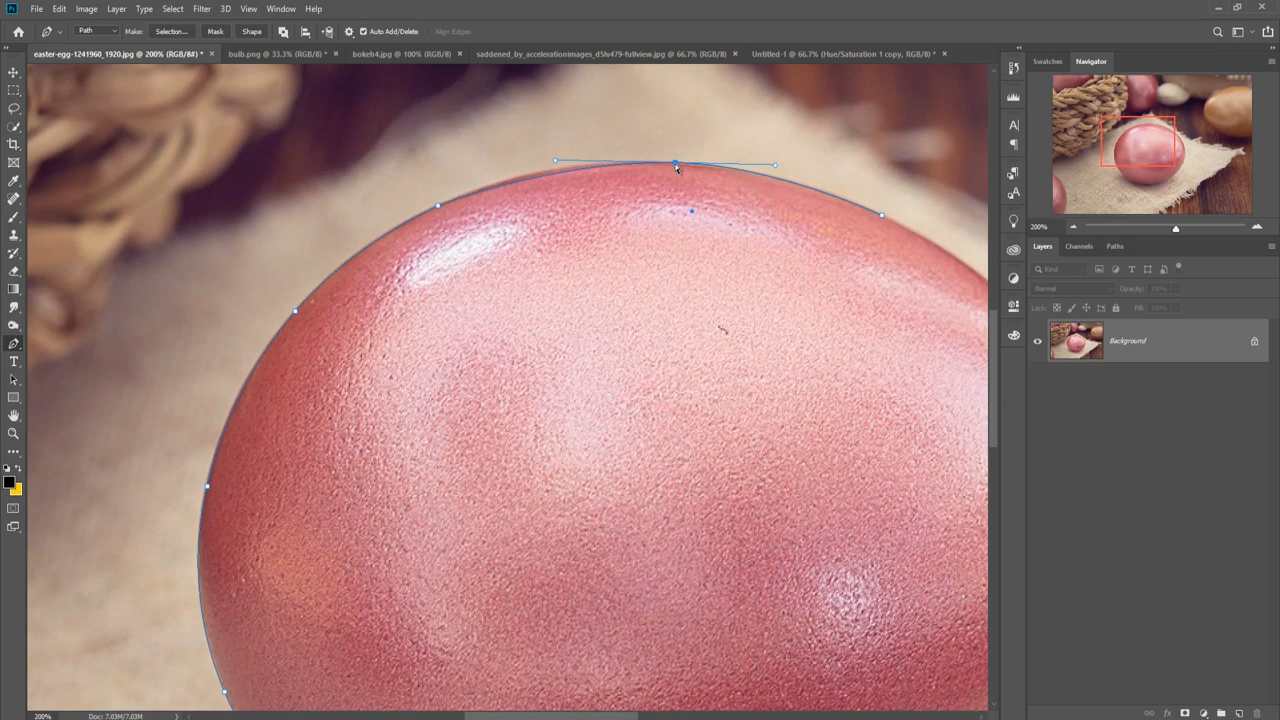 Ps File Edit Image Layer Type Select Filter 3D View Window Help
Path Make: Selection... Mask Shape Auto Add/Delete Align Edges
easter-egg-1241960_1920.jpg @ 200% (RGB/8#) * × bulb.png @ 33.3% (RGB/8) * × bokeh4.jpg @ 100% (RGB/8) × saddened_by_accelerationimages_d5lv479-fullview.jpg @ 66.7% (RGB/8) × Untitled-1 @ 66.7% (Hue/Saturation 1 copy, RGB/8) * ×
Swatches Navigator
200%
Layers Channels Paths
Kind
Normal Opacity: 100%
Lock: Fill: 100%
Background
200% Doc: 7.03M/7.03M